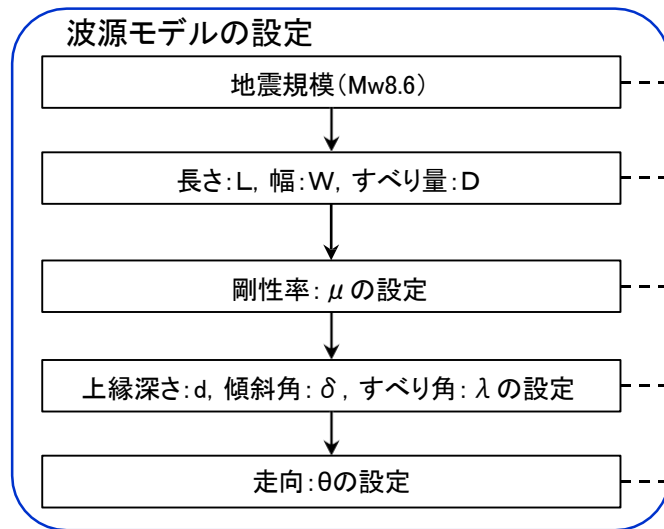 波源モデルの設定
地震規模(Mw8.6)
長さ:L, 幅:W, すべり量:D
剛性率:μの設定
上縁深さ:d, 傾斜角:δ, すべり角:λの設定
走向:θの設定